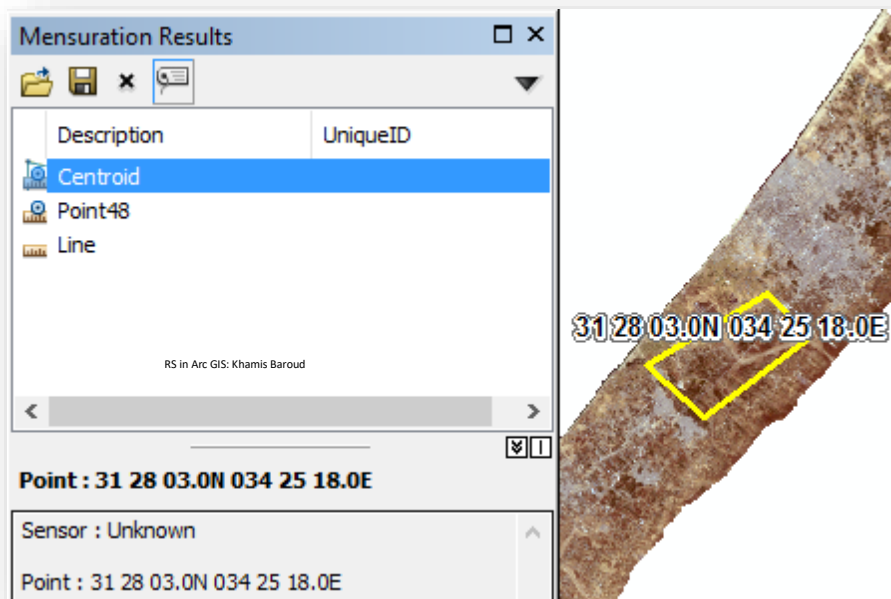 Mensuration Results
Description UniqueID
Centroid
Point48
Line
RS in Arc GIS: Khamis Baroud
Point : 31 28 03.0N 034 25 18.0E
Sensor : Unknown
Point : 31 28 03.0N 034 25 18.0E
31 28 03.0N 034 25 18.0E